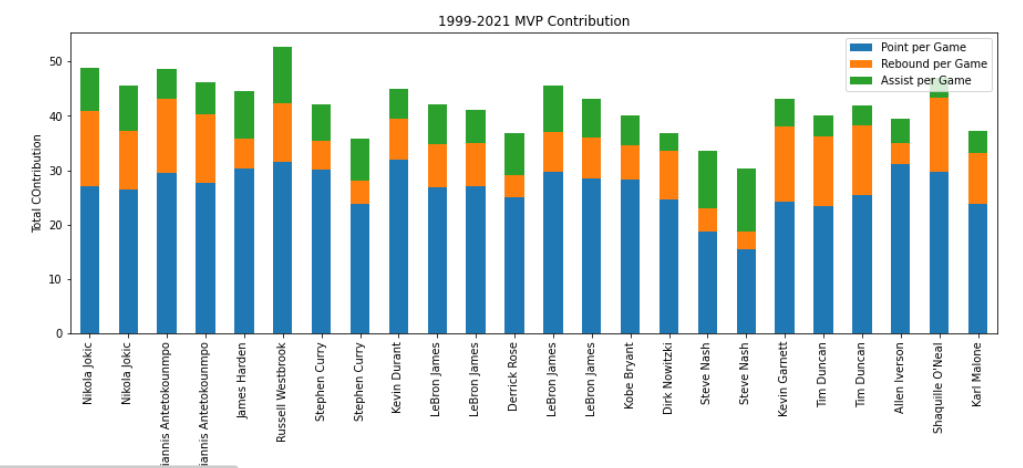 1999-2021 MVP Contribution
Point per Game
Rebound per Game
Assist per Game
Total COntribution
50
40
30
20
10
0
Nikola Jokic
Nikola Jokic
iannis Antetokounmpo
iannis Antetokounmpo
James Harden
Russell Westbrook
Stephen Curry
Stephen Curry
Kevin Durant
LeBron James
LeBron James
Derrick Rose
LeBron James
LeBron James
Kobe Bryant
Dirk Nowitzki
Steve Nash
Steve Nash
Kevin Garnett
Tim Duncan
Tim Duncan
Allen Iverson
Shaquille O'Neal
Karl Malone